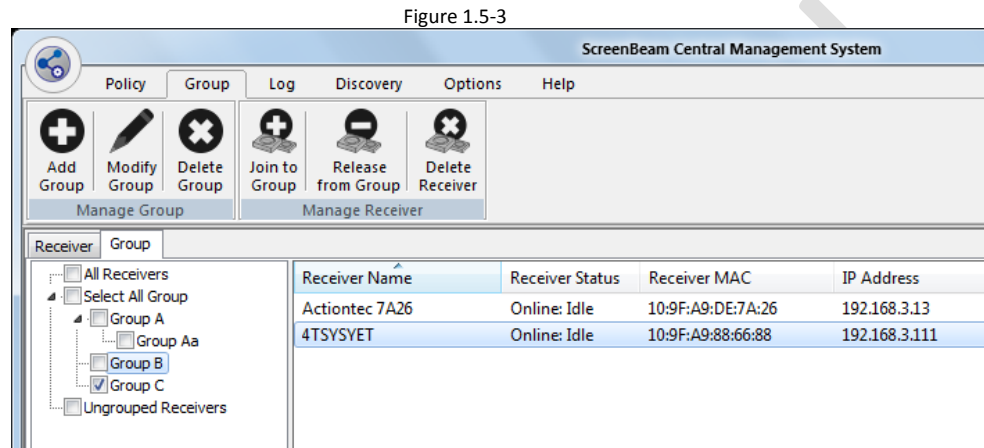 Figure 1.5-3
ScreenBeam Central Management System
Policy Group Log Discovery Options Help
Add Group Modify Group Delete Group Join to Group Release from Group Delete Receiver
Manage Group Manage Receiver
Receiver Group
All Receivers
Select All Group
Group A
Group Aa
Group B
Group C
Ungrouped Receivers
Receiver Name Receiver Status Receiver MAC IP Address
Actiontec 7A26 Online: Idle 10:9F:A9:DE:7A:26 192.168.3.13
4TSYSYET Online: Idle 10:9F:A9:88:66:88 192.168.3.111